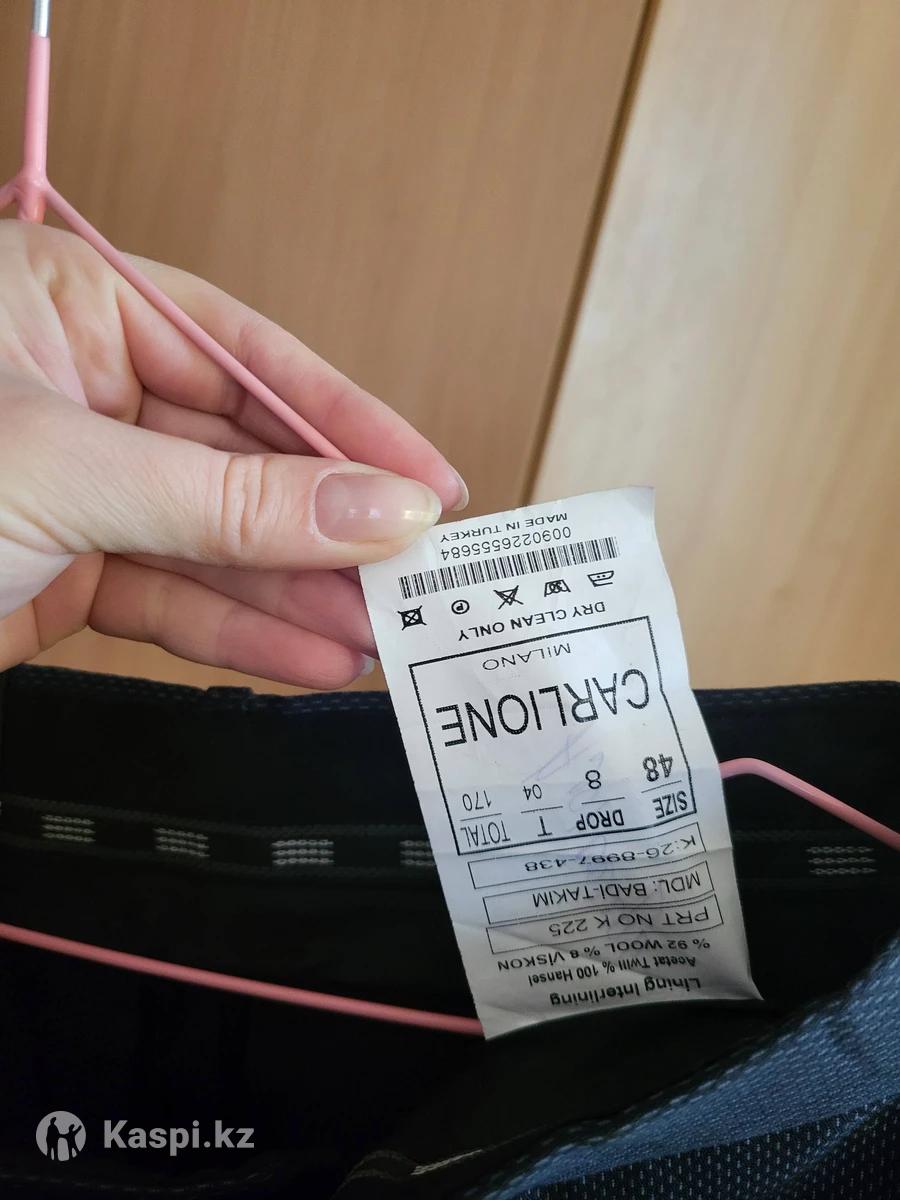 Lining Interlining
Acetat Twill % 100 Hansel
% 92 WOOL % 8 VİSKON
PRT NO K 225
MDL: BADI-TAKIM
K:26-8997-438
SIZE DROP T TOTAL
48 8 04 170
CARLIONE
MILANO
DRY CLEAN ONLY
0090226555684
MADE IN TURKEY
Kaspi.kz